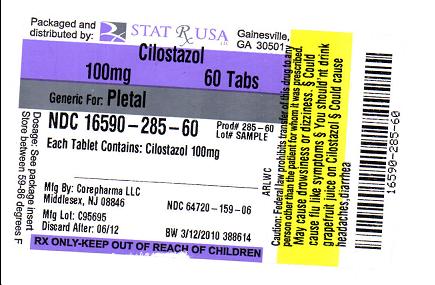 Packaged and
distributed by:
STAT Rx USA
LLC
Gainesville,
GA 30501
Cilostazol
100mg 60 Tabs
Generic For: Pletal
NDC 16590-285-60
Prod# 285-60
Lot# SAMPLE
Each Tablet Contains: Cilostazol 100mg
Mfg By: Corepharma LLC
Middlesex, NJ 08846
NDC 64720-159-06
Mfg Lot: C95695
Discard After: 06/12
BW 3/12/2010 388614
RX ONLY-KEEP OUT OF REACH OF CHILDREN
Dosage: See package insert
Store between 59-86 degrees F
ARLWC
Caution: Federal law prohibits transfer of this drug to any
person other than the patient for whom it was prescribed.
May cause drowsiness or dizziness. § Could
cause flu like symptoms § You should'nt drink
grapefruit juice on Cilostazol § Could cause
headaches,diarrhea
16590-285-60